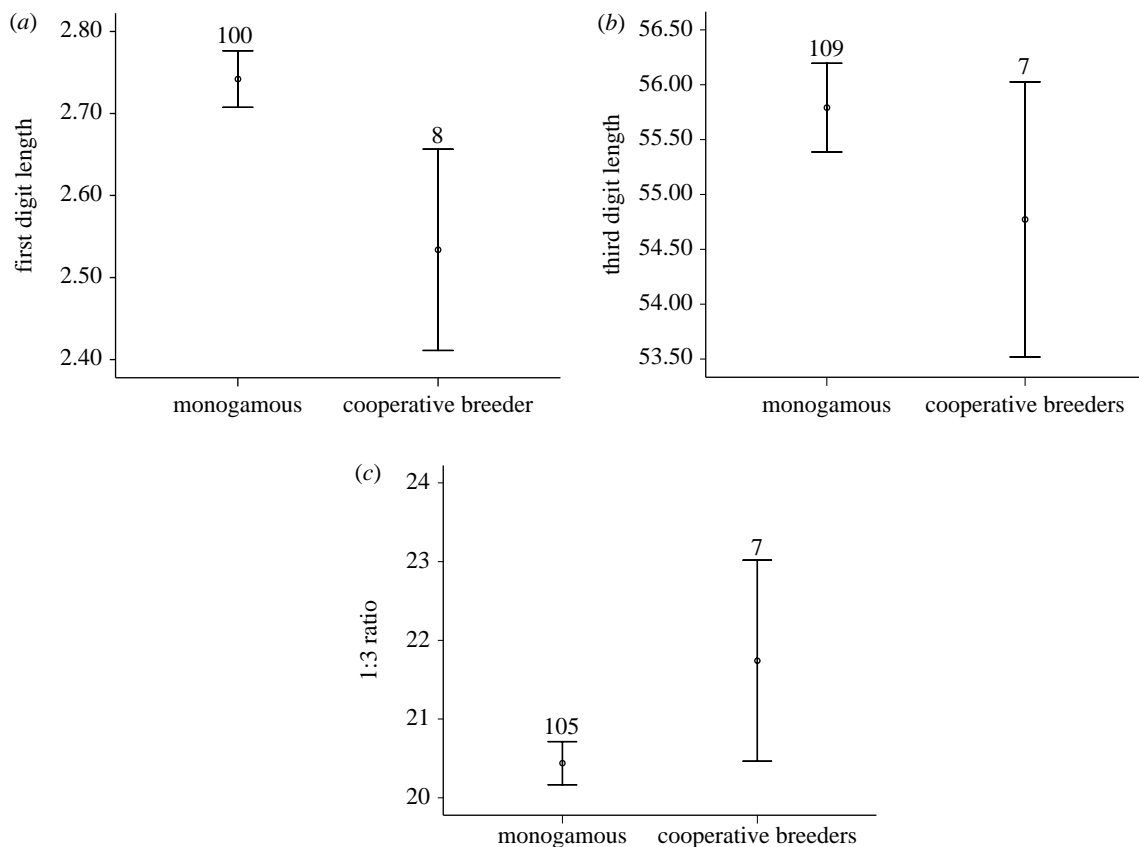 (a)
2.80
2.70
2.60
2.50
2.40
first digit length
100
8
monogamous
cooperative breeder
(b)
56.50
56.00
55.50
55.00
54.50
54.00
53.50
third digit length
109
7
monogamous
cooperative breeders
(c)
24
23
22
21
20
1:3 ratio
105
7
monogamous
cooperative breeders